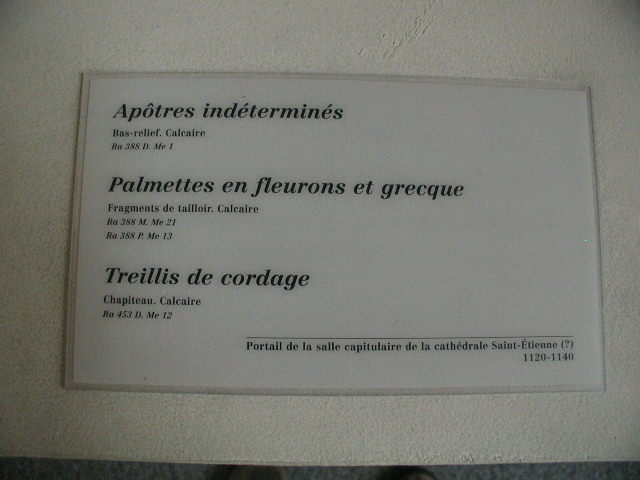 Apôtres indéterminés
Bas-relief. Calcaire
Ra 388 D. Me 1
Palmettes en fleurons et grecque
Fragments de tailloir. Calcaire
Ra 388 M. Me 21
Ra 388 P. Me 13
Treillis de cordage
Chapiteau. Calcaire
Ra 453 D. Me 12
Portail de la salle capitulaire de la cathédrale Saint-Étienne (?)
1120-1140